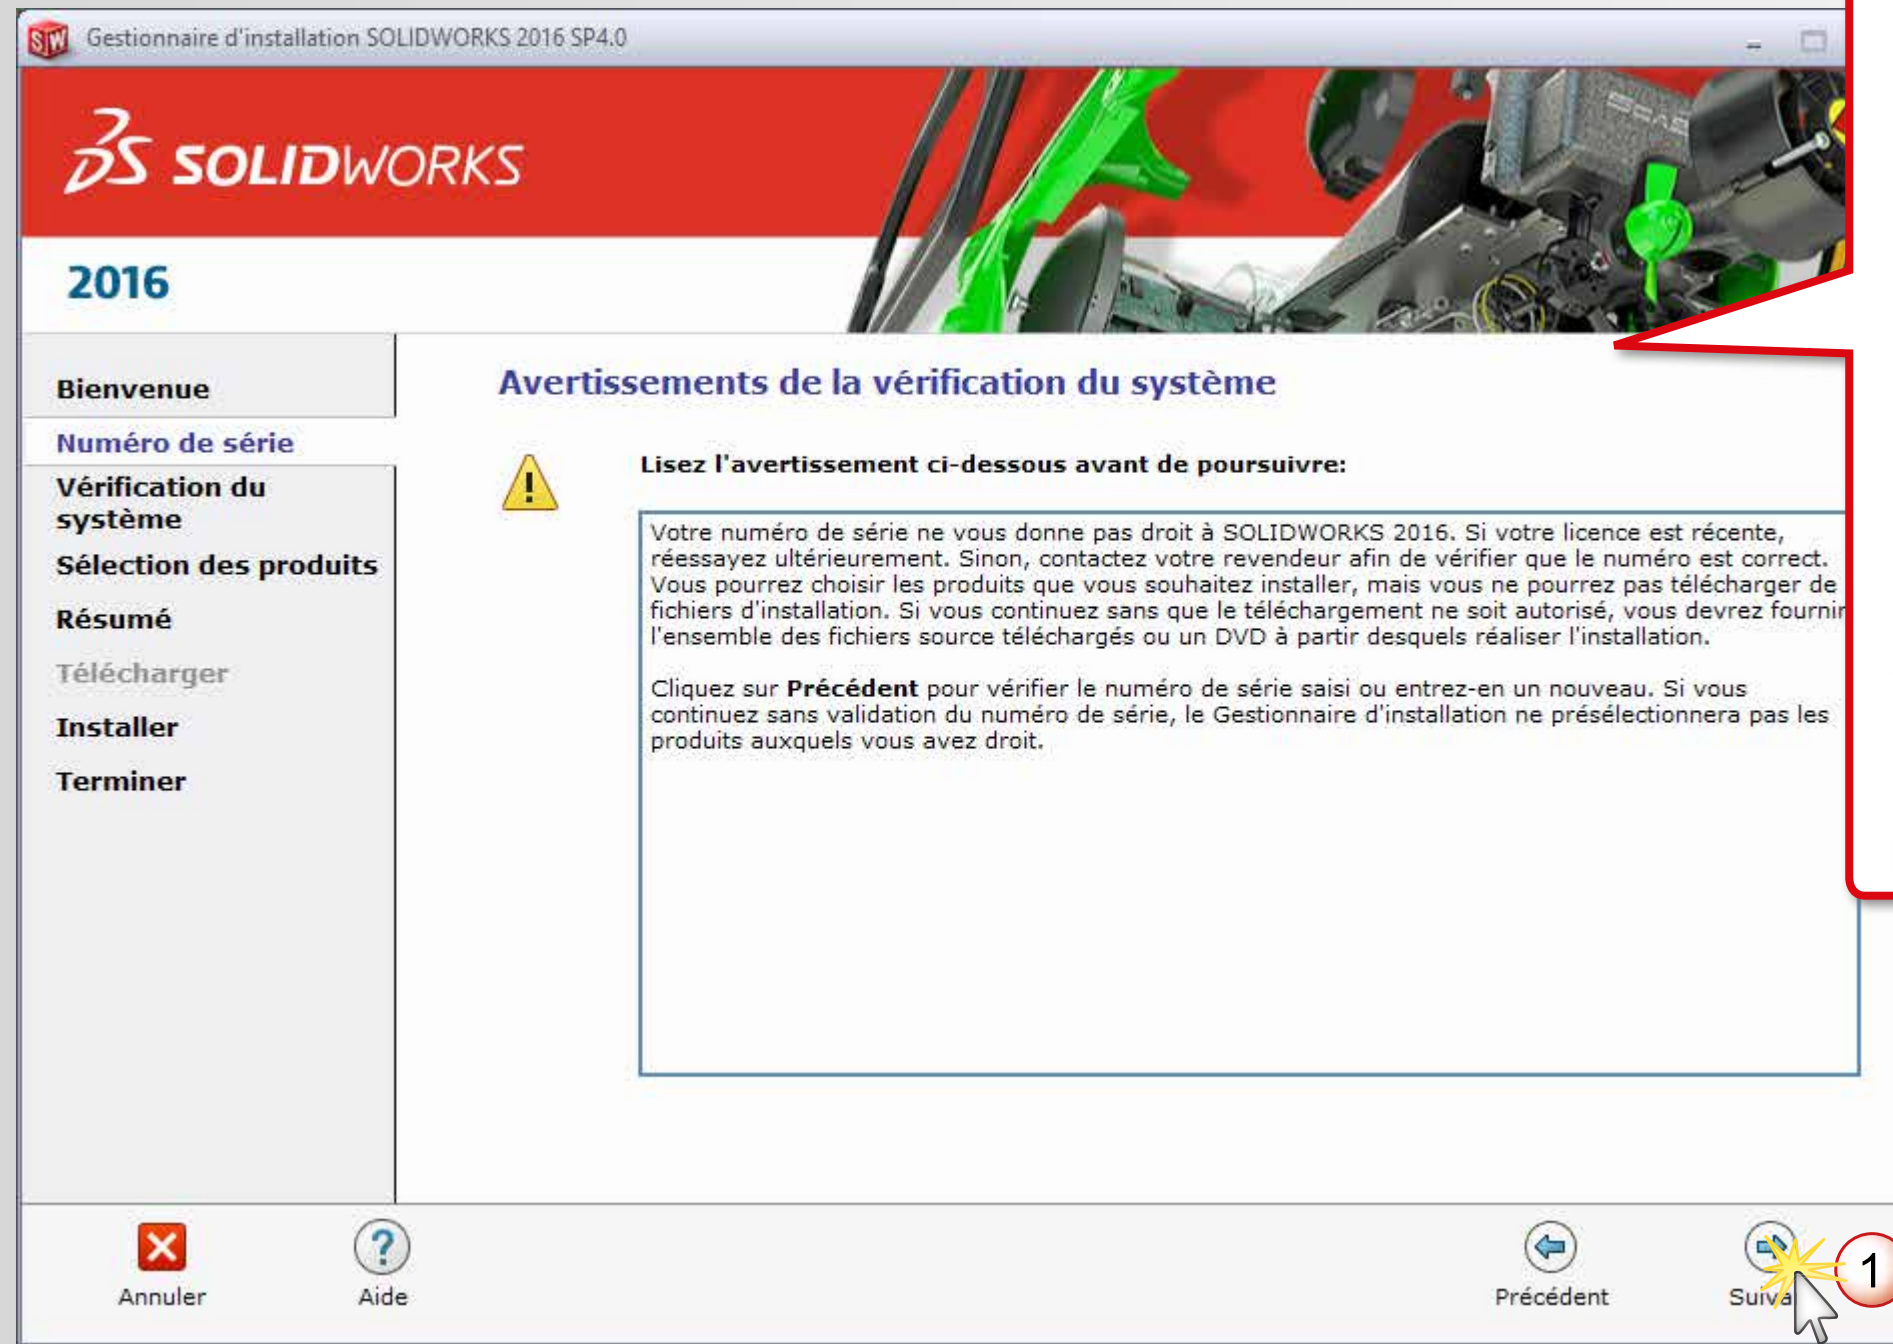 Gestionnaire d'installation SOLIDWORKS 2016 SP4.0
SOLIDWORKS
2016
Bienvenue
Numéro de série
Vérification du
système
Sélection des produits
Résumé
Télécharger
Installer
Terminer
Avertissements de la vérification du système
Lisez l'avertissement ci-dessous avant de poursuivre:
Votre numéro de série ne vous donne pas droit à SOLIDWORKS 2016. Si votre licence est récente,
réessayez ultérieurement. Sinon, contactez votre revendeur afin de vérifier que le numéro est correct.
Vous pourrez choisir les produits que vous souhaitez installer, mais vous ne pourrez pas télécharger de
fichiers d'installation. Si vous continuez sans que le téléchargement ne soit autorisé, vous devrez fournir
l'ensemble des fichiers source téléchargés ou un DVD à partir desquels réaliser l'installation.
Cliquez sur Précédent pour vérifier le numéro de série saisi ou entrez-en un nouveau. Si vous
continuez sans validation du numéro de série, le Gestionnaire d'installation ne présélectionnera pas les
produits auxquels vous avez droit.
Annuler
Aide
Précédent
Suiva
1